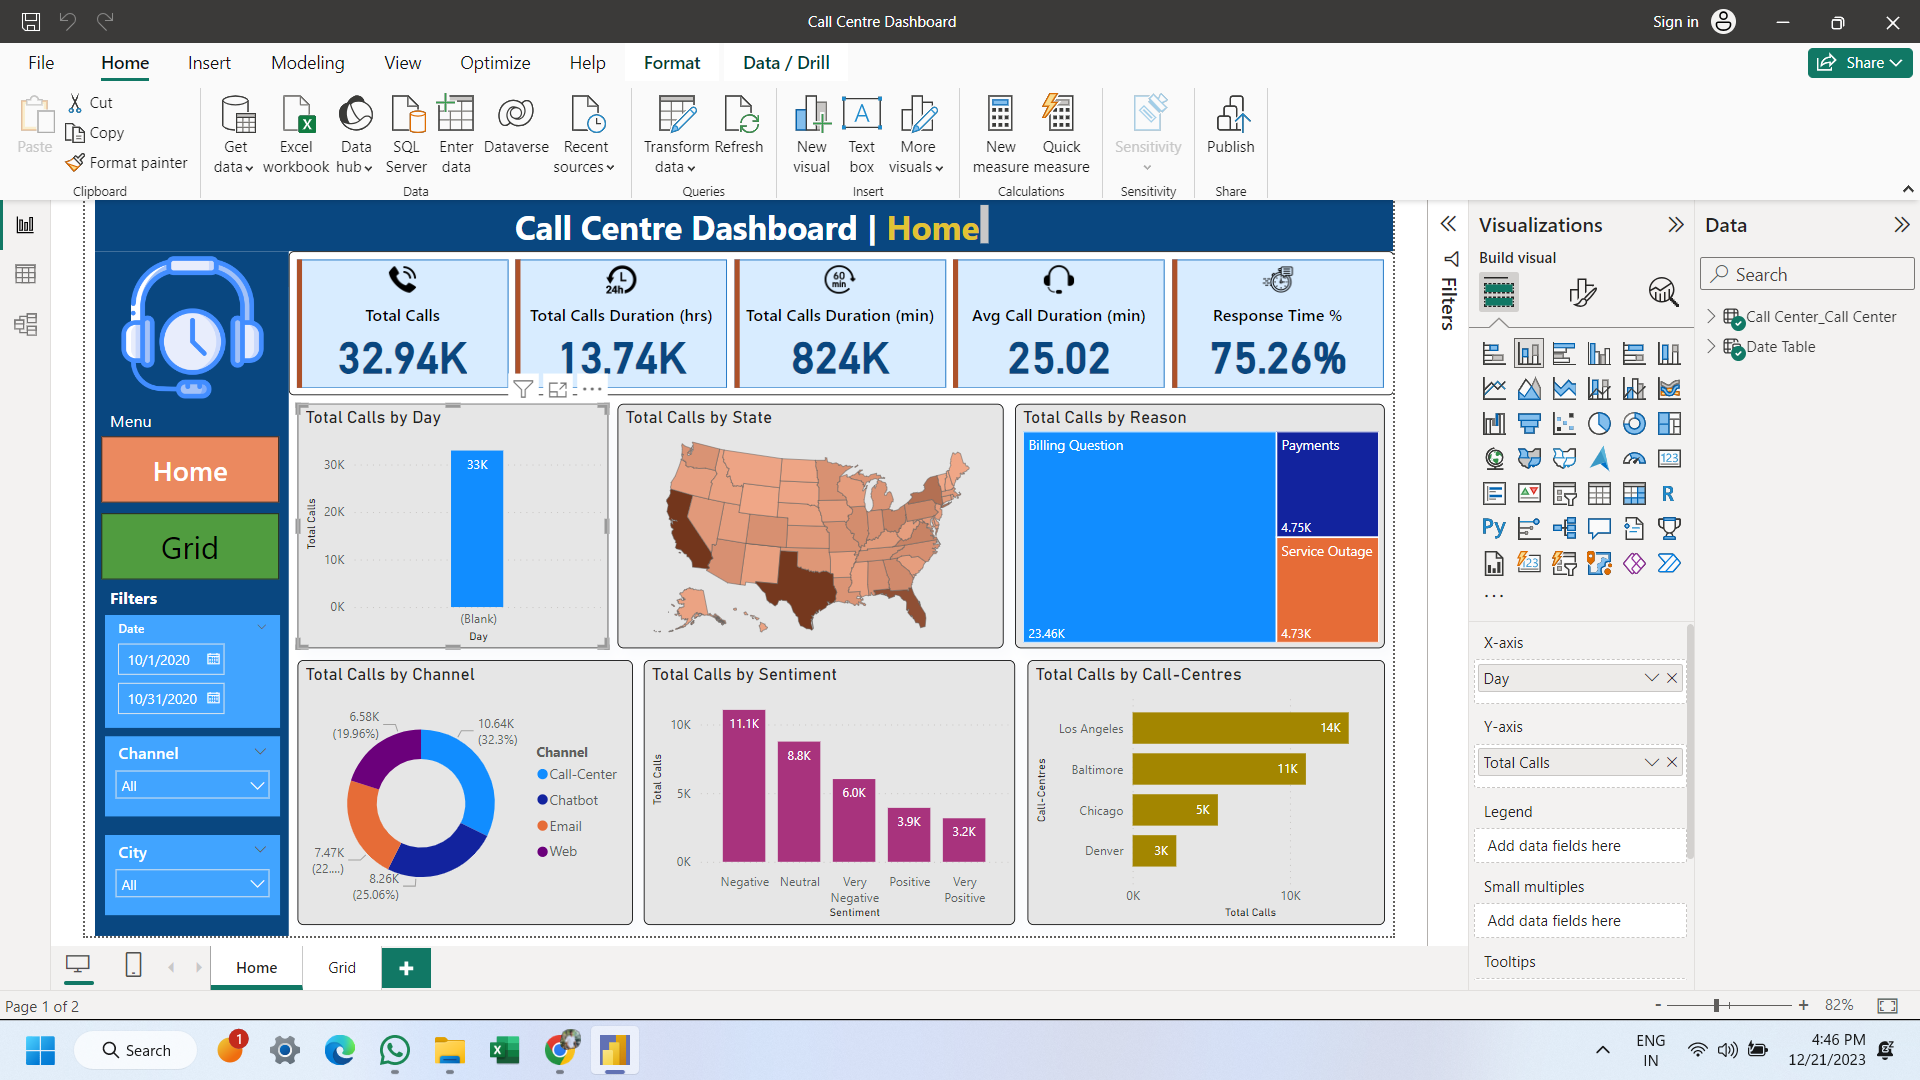 Call Centre Dashboard
Sign in
File
Home
Insert
Modeling
View
Optimize
Help
Format
Data / Drill
Share
Paste
Cut
Copy
Format painter
Clipboard
Get data
Excel workbook
Data hub
SQL Server
Enter data
Dataverse
Recent sources
Data
Transform data
Refresh
Queries
New visual
Text box
More visuals
Insert
New measure
Quick measure
Calculations
Sensitivity
Sensitivity
Publish
Share
Call Centre Dashboard | Home
24h
60 min
Total Calls
32.94K
Total Calls Duration (hrs)
13.74K
Total Calls Duration (min)
824K
Avg Call Duration (min)
25.02
Response Time %
75.26%
Menu
Home
Grid
Filters
Date
10/1/2020
10/31/2020
Channel
All
City
All
Total Calls by Day
30K
20K
10K
0K
Total Calls
33K
(Blank)
Day
Total Calls by State
Total Calls by Reason
Billing Question
23.46K
Payments
4.75K
Service Outage
4.73K
Total Calls by Channel
6.58K
(19.96%)
10.64K
(32.3%)
7.47K
(22....)
8.26K
(25.06%)
Channel
Call-Center
Chatbot
Email
Web
Total Calls by Sentiment
10K
5K
0K
Total Calls
11.1K
8.8K
6.0K
3.9K
3.2K
Negative
Neutral
Very Negative
Positive
Very Positive
Sentiment
Total Calls by Call-Centres
Call-Centres
Los Angeles
14K
Baltimore
11K
Chicago
5K
Denver
3K
0K
10K
Total Calls
Filters
Visualizations
Build visual
123
R
Py
123
...
X-axis
Day
Y-axis
Total Calls
Legend
Add data fields here
Small multiples
Add data fields here
Tooltips
Data
Search
Call Center_Call Center
Date Table
Home
Grid
+
Page 1 of 2
- + 82%
Search
1
ENG
IN
4:46 PM
12/21/2023